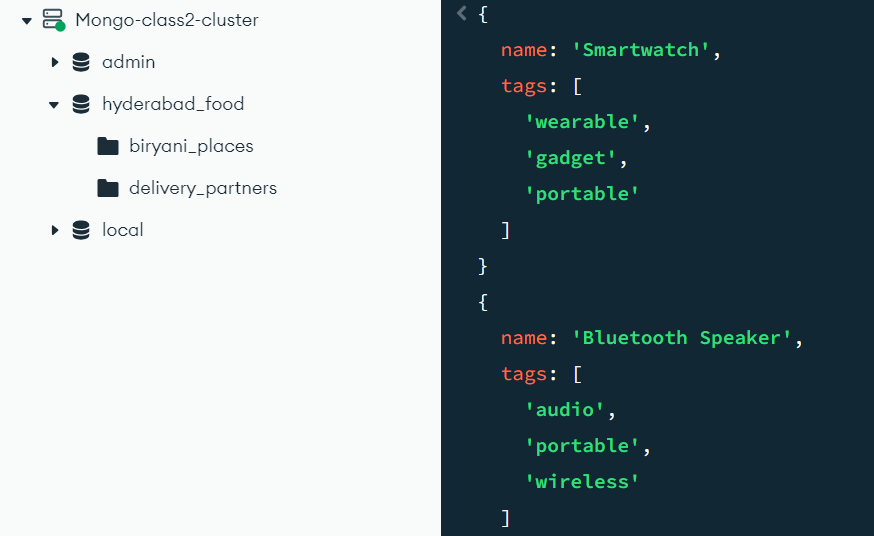 Mongo-class2-cluster
admin
hyderabad_food
biryani_places
delivery_partners
local
{
name: 'Smartwatch',
tags: [
'wearable',
'gadget',
'portable'
]
}
{
name: 'Bluetooth Speaker',
tags: [
'audio',
'portable',
'wireless'
]